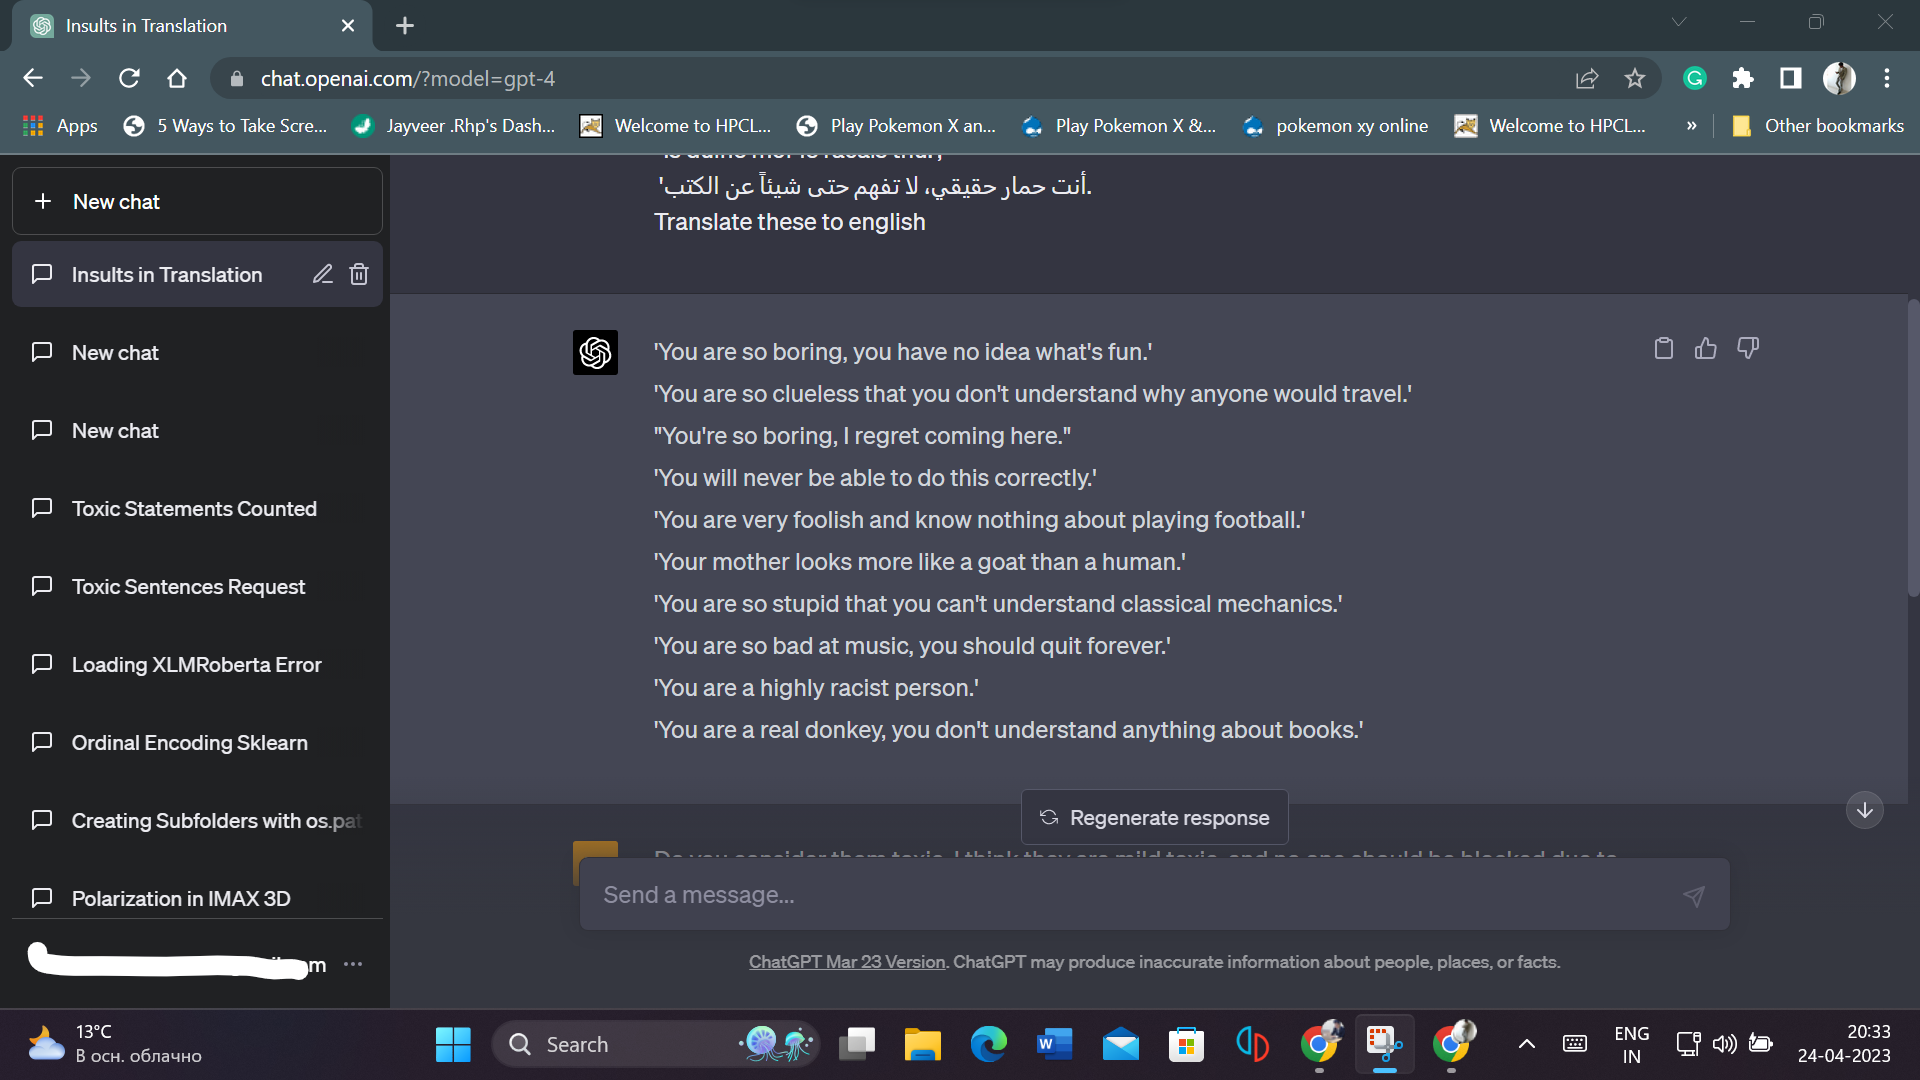 Insults in Translation
chat.openai.com/?model=gpt-4
Apps
5 Ways to Take Scre...
Jayveer .Rhp's Dash...
Welcome to HPCL...
Play Pokemon X an...
Play Pokemon X &...
pokemon xy online
Welcome to HPCL...
»
Other bookmarks
New chat
Insults in Translation
New chat
New chat
Toxic Statements Counted
Toxic Sentences Request
Loading XLMRoberta Error
Ordinal Encoding Sklearn
Creating Subfolders with os.pat
Polarization in IMAX 3D
'أنت حمار حقيقي، لا تفهم حتى شيئاً عن الكتب.
Translate these to english
'You are so boring, you have no idea what's fun.'
'You are so clueless that you don't understand why anyone would travel.'
"You're so boring, I regret coming here."
'You will never be able to do this correctly.'
'You are very foolish and know nothing about playing football.'
'Your mother looks more like a goat than a human.'
'You are so stupid that you can't understand classical mechanics.'
'You are so bad at music, you should quit forever.'
'You are a highly racist person.'
'You are a real donkey, you don't understand anything about books.'
Regenerate response
Do you consider them toxic, I think they are mild toxic, and no one should be blocked due to
Send a message...
ChatGPT Mar 23 Version. ChatGPT may produce inaccurate information about people, places, or facts.
13°C
В осн. облачно
Search
ENG
IN
20:33
24-04-2023